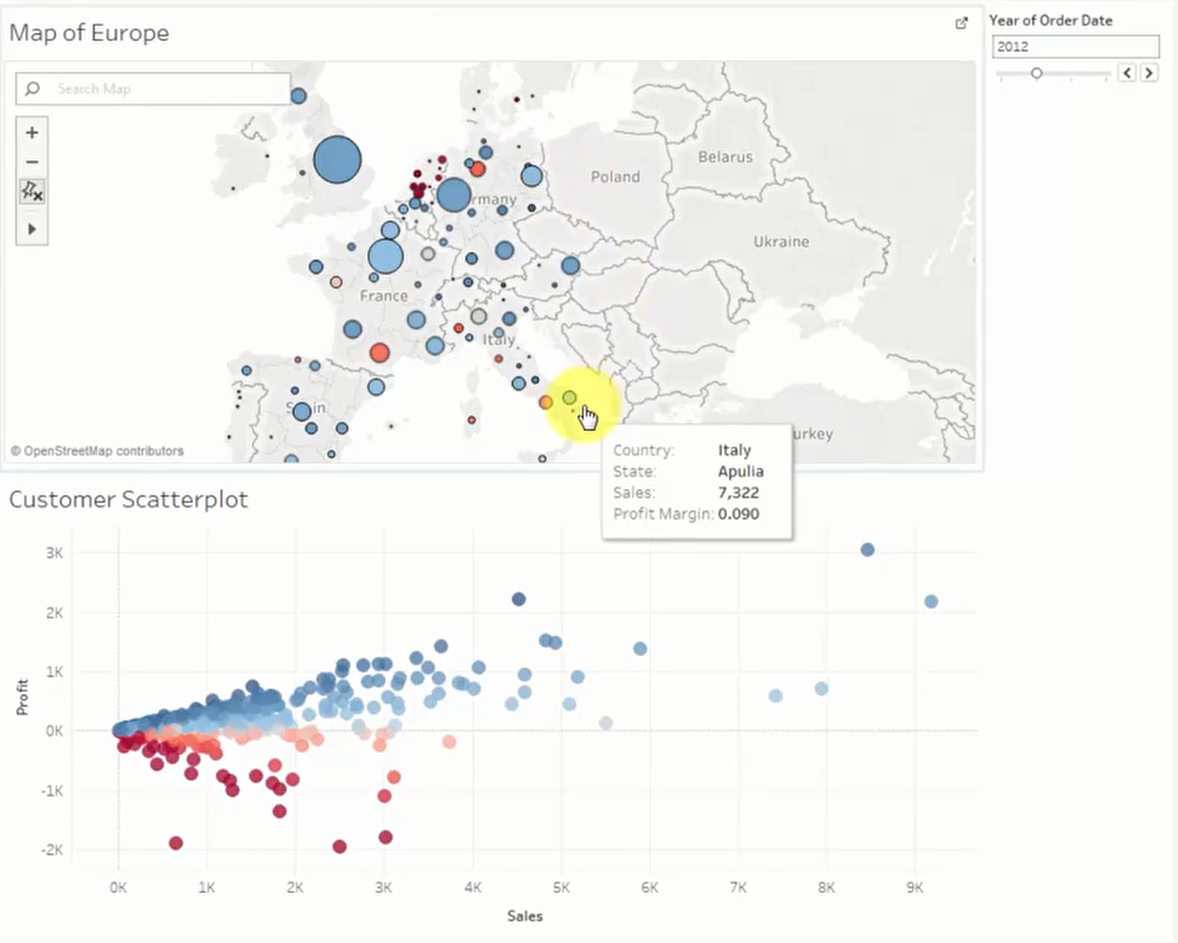 Map of Europe
Year of Order Date
2012
Search Map
+
−
Belarus
Poland
rmany
Ukraine
France
Italy
Spain
urkey
© OpenStreetMap contributors
Country: Italy
State: Apulia
Sales: 7,322
Profit Margin: 0.090
Customer Scatterplot
3K
2K
1K
0K
-1K
-2K
Profit
0K 1K 2K 3K 4K 5K 6K 7K 8K 9K
Sales